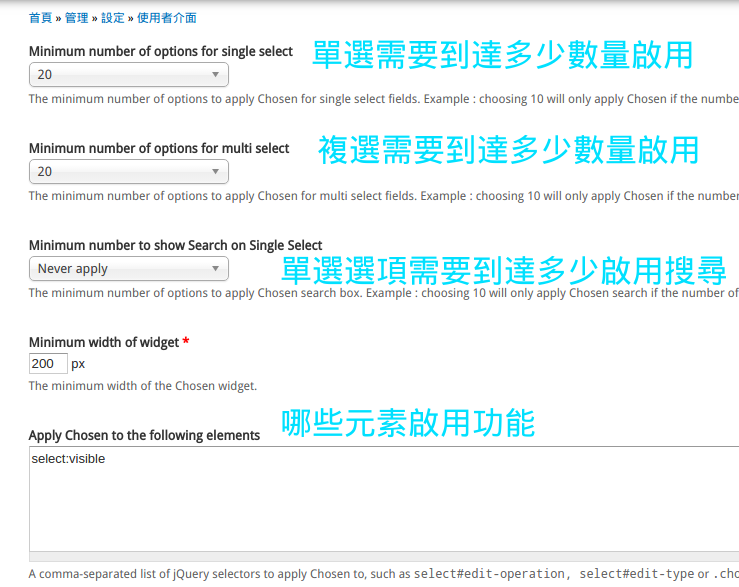 首頁 » 管理 » 設定 » 使用者介面
Minimum number of options for single select
單選需要到達多少數量啟用
20
The minimum number of options to apply Chosen for single select fields. Example : choosing 10 will only apply Chosen if the numbe
Minimum number of options for multi select
複選需要到達多少數量啟用
20
The minimum number of options to apply Chosen for multi select fields. Example : choosing 10 will only apply Chosen if the number
Minimum number to show Search on Single Select
Never apply
單選選項需要到達多少啟用搜尋
The minimum number of options to apply Chosen search box. Example : choosing 10 will only apply Chosen search if the number of
Minimum width of widget *
200 px
The minimum width of the Chosen widget.
哪些元素啟用功能
Apply Chosen to the following elements
select:visible
A comma-separated list of jQuery selectors to apply Chosen to, such as select#edit-operation, select#edit-type or .cho